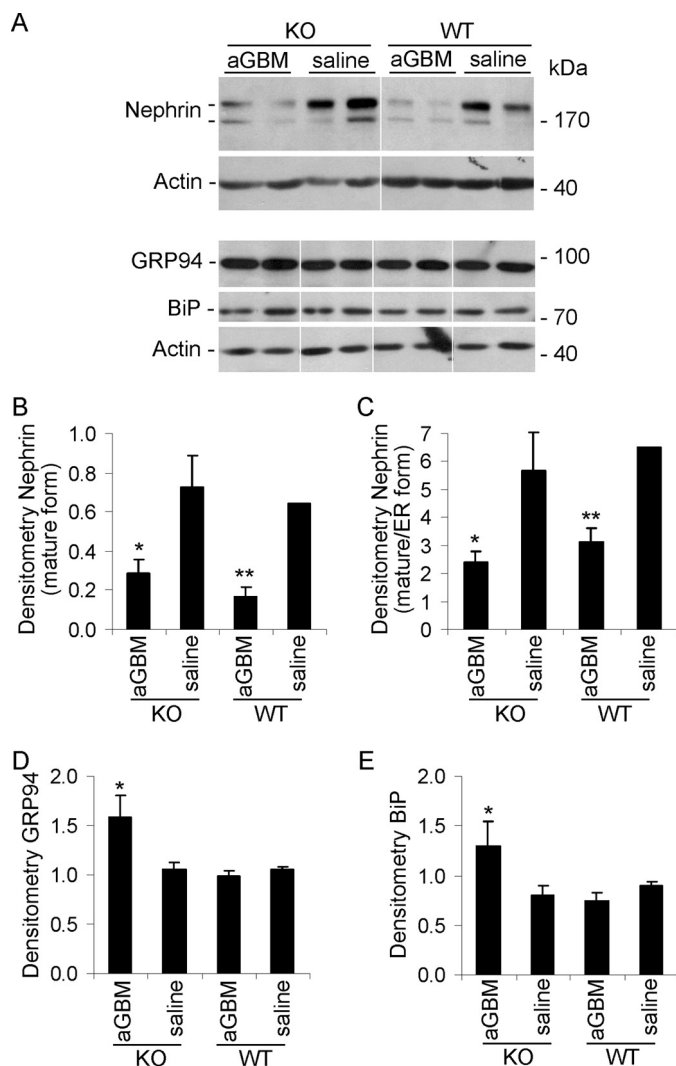 A
KO WT
aGBM saline aGBM saline kDa
Nephrin - - - 170
Actin - - 40
GRP94 - - 100
BiP - - 70
Actin - - 40
B
Densitometry Nephrin
(mature form)
1.0
0.8
0.6
0.4
0.2
0.0
* **
aGBM saline aGBM saline
KO WT
C
Densitometry Nephrin
(mature/ER form)
7
6
5
4
3
2
1
0
* **
aGBM saline aGBM saline
KO WT
D
Densitometry GRP94
2.0
1.5
1.0
0.5
0.0
*
aGBM saline aGBM saline
KO WT
E
Densitometry BiP
2.0
1.5
1.0
0.5
0.0
*
aGBM saline aGBM saline
KO WT